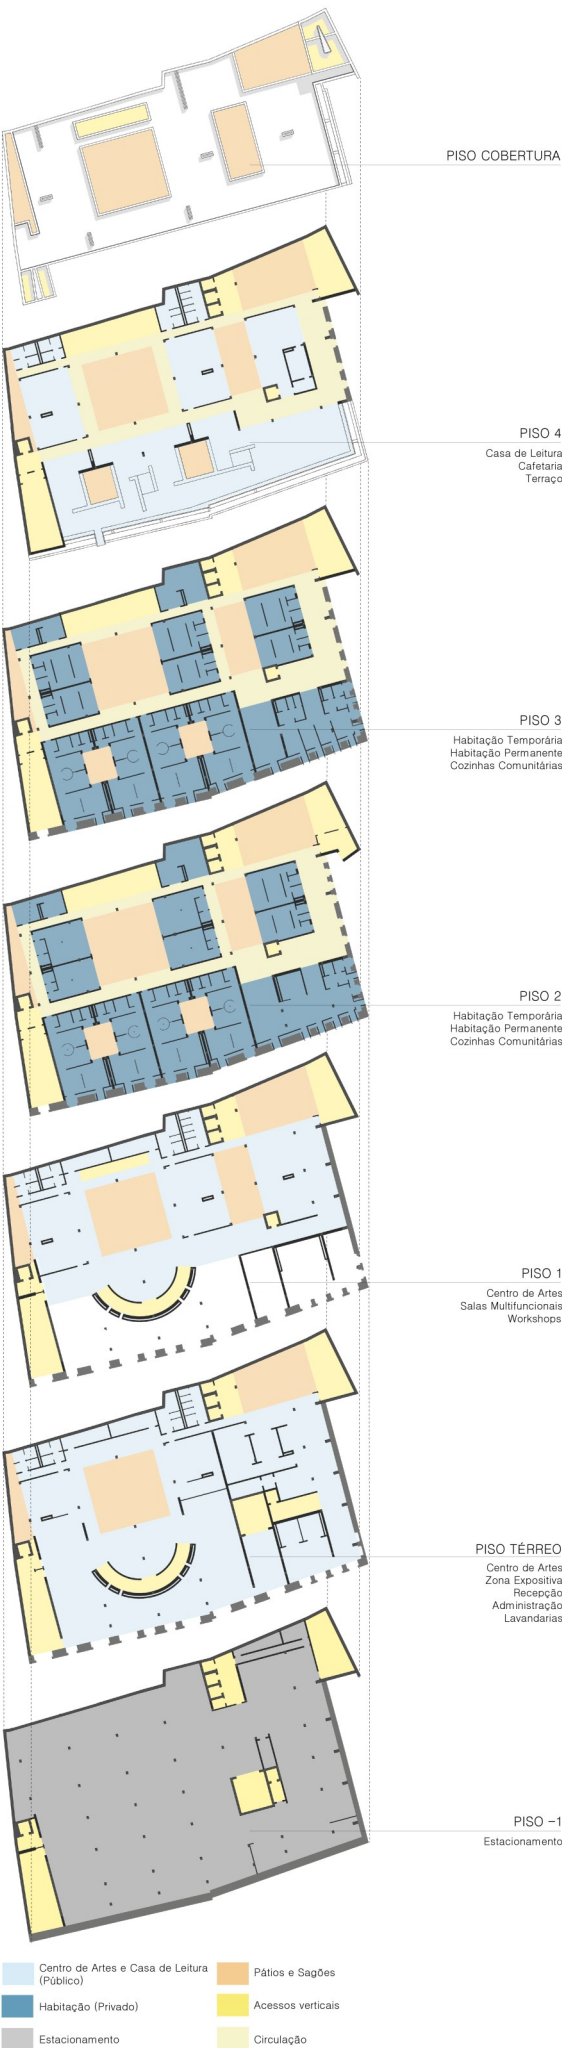 PISO COBERTURA
PISO 4
Casa de Leitura
Cafetaria
Terraço
PISO 3
Habitação Temporária
Habitação Permanente
Cozinhas Comunitárias
PISO 2
Habitação Temporária
Habitação Permanente
Cozinhas Comunitárias
PISO 1
Centro de Artes
Salas Multifuncionais
Workshops
PISO TÉRREO
Centro de Artes
Zona Expositiva
Recepção
Administração
Lavandarias
PISO -1
Estacionamento
Centro de Artes e Casa de Leitura
(Público)
Habitação (Privado)
Estacionamento
Pátios e Sagões
Acessos verticais
Circulação